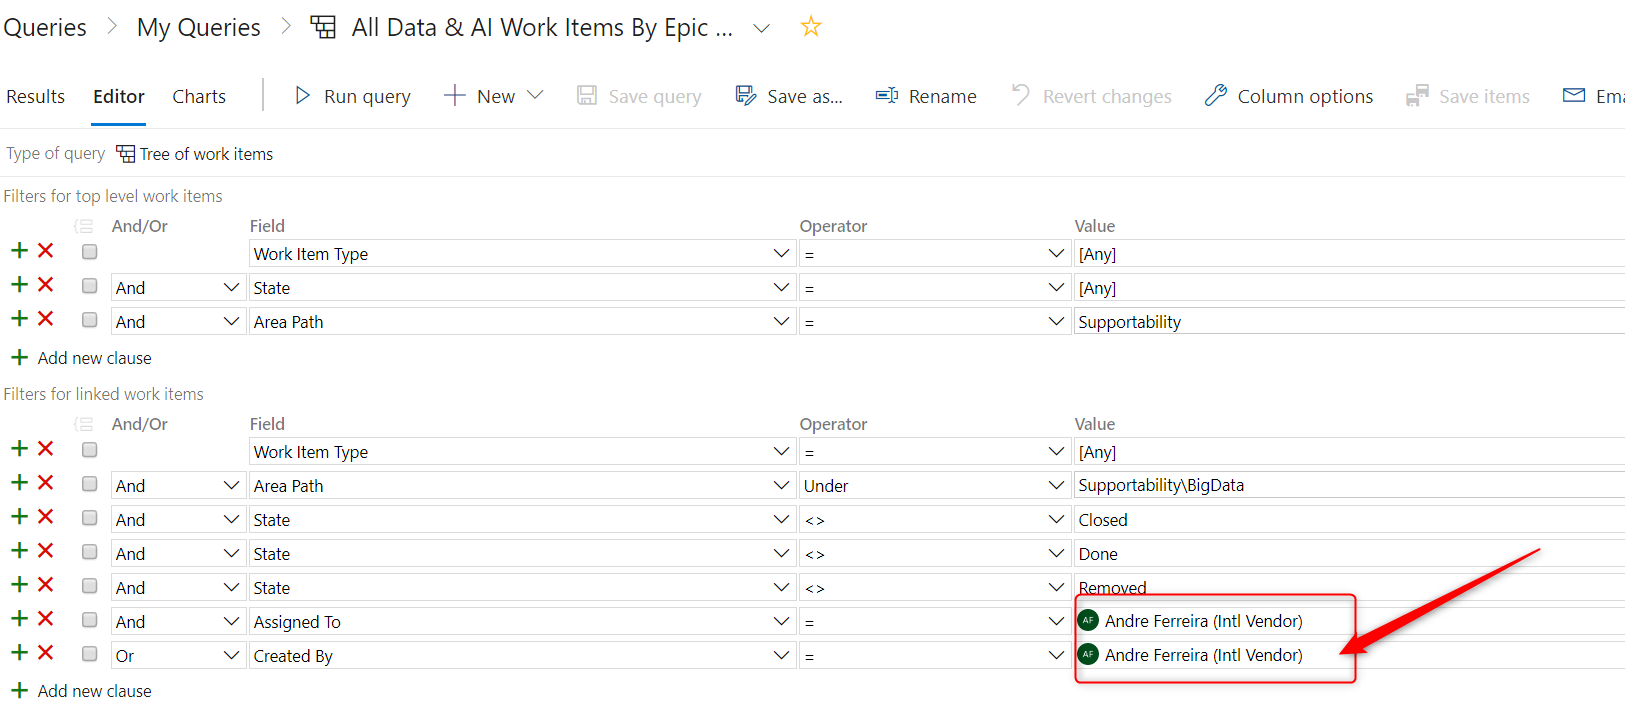 Queries > My Queries > All Data & AI Work Items By Epic ...
Results Editor Charts Run query New Save query Save as... Rename Revert changes Column options Save items Ema
Type of query Tree of work items
Filters for top level work items
And/Or Field Operator Value
Work Item Type = [Any]
And State = [Any]
And Area Path = Supportability
Add new clause
Filters for linked work items
And/Or Field Operator Value
Work Item Type = [Any]
And Area Path Under Supportability\BigData
And State <> Closed
And State <> Done
And State <> Removed
And Assigned To = AF Andre Ferreira (Intl Vendor)
Or Created By = AF Andre Ferreira (Intl Vendor)
Add new clause